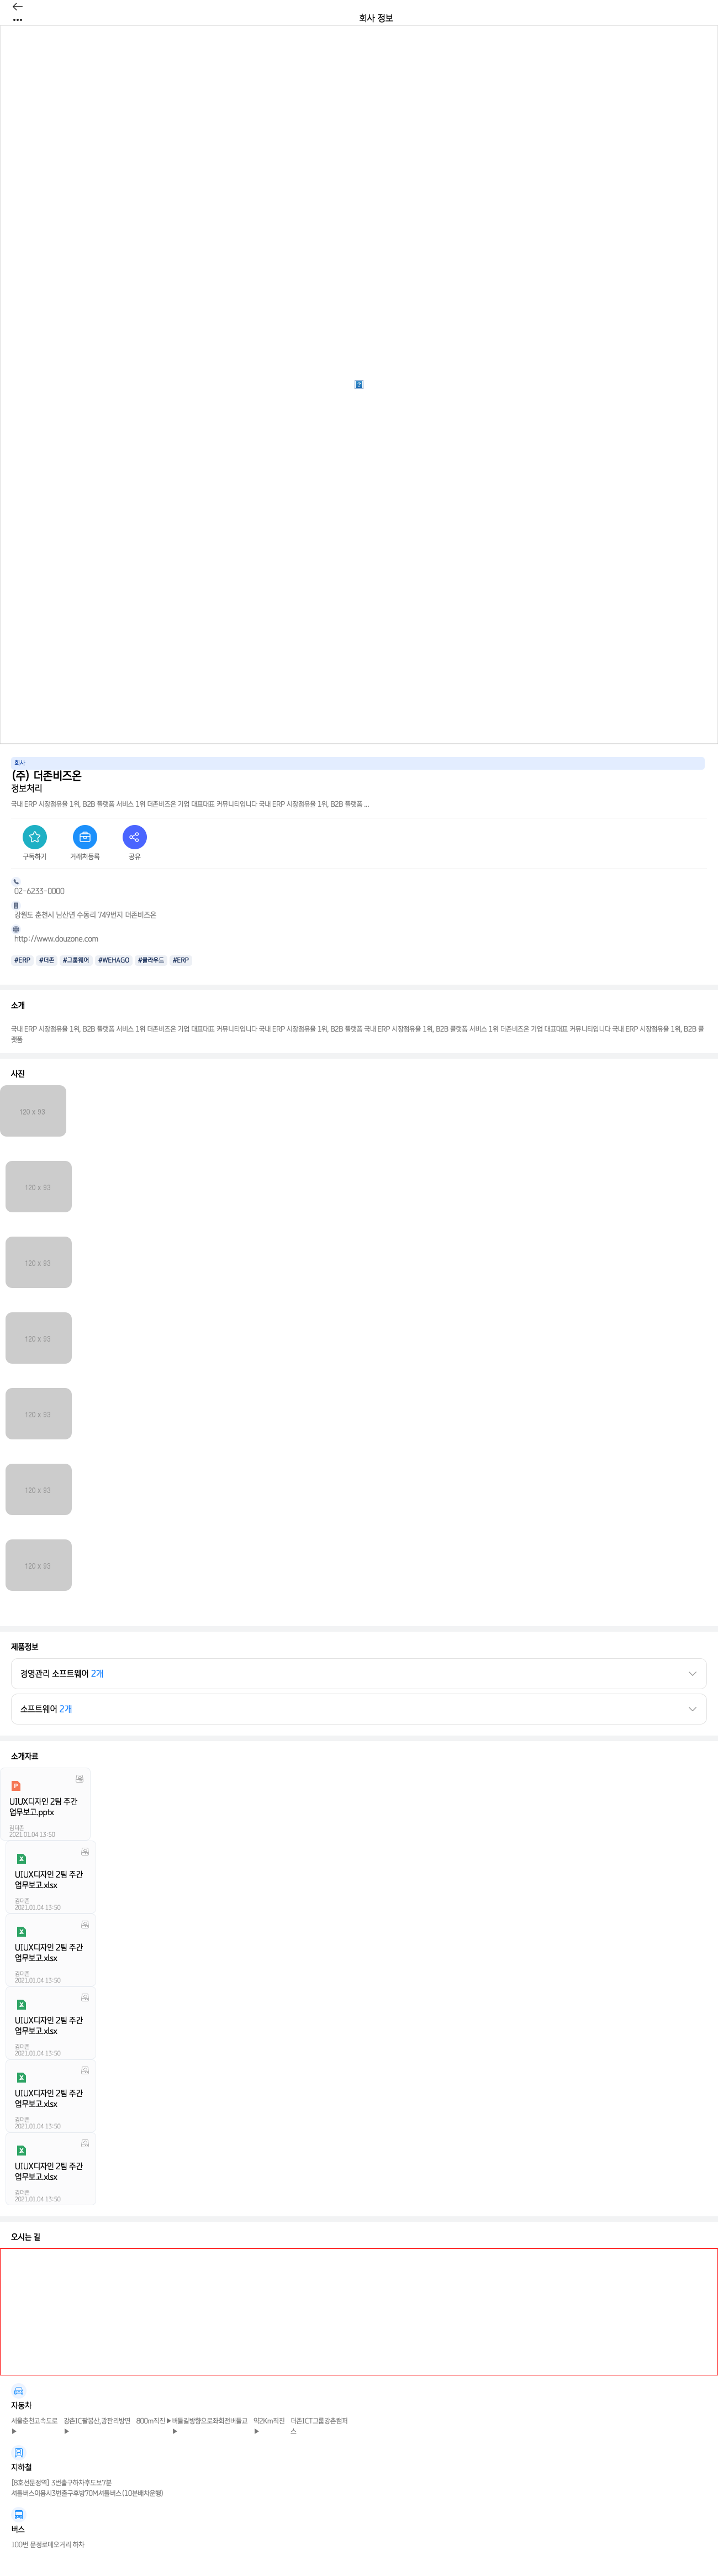 회사 정보
회사
(주) 더존비즈온
정보처리
국내 ERP 시장점유율 1위, B2B 플랫폼 서비스 1위 더존비즈온 기업 대표대표 커뮤니티입니다 국내 ERP 시장점유율 1위, B2B 플랫폼 ...
구독하기 거래처등록 공유
02-6233-0000
강원도 춘천시 남산면 수동리 749번지 더존비즈온
http://www.douzone.com
#ERP #더존 #그룹웨어 #WEHAGO #클라우드 #ERP
소개
국내 ERP 시장점유율 1위, B2B 플랫폼 서비스 1위 더존비즈온 기업 대표대표 커뮤니티입니다 국내 ERP 시장점유율 1위, B2B 플랫폼 국내 ERP 시장점유율 1위, B2B 플랫폼 서비스 1위 더존비즈온 기업 대표대표 커뮤니티입니다 국내 ERP 시장점유율 1위, B2B 플
랫폼
사진
120 x 93
120 x 93
120 x 93
120 x 93
120 x 93
120 x 93
120 x 93
제품정보
경영관리 소프트웨어 2개
소프트웨어 2개
소개자료
UIUX디자인 2팀 주간
업무보고.pptx
김더존
2021.01.04 13:50
UIUX디자인 2팀 주간
업무보고.xlsx
김더존
2021.01.04 13:50
UIUX디자인 2팀 주간
업무보고.xlsx
김더존
2021.01.04 13:50
UIUX디자인 2팀 주간
업무보고.xlsx
김더존
2021.01.04 13:50
UIUX디자인 2팀 주간
업무보고.xlsx
김더존
2021.01.04 13:50
UIUX디자인 2팀 주간
업무보고.xlsx
김더존
2021.01.04 13:50
오시는 길
자동차
서울춘천고속도로 ▶ 강촌IC팔봉산,광판리방면 ▶ 800m직진▶ 버들길방향으로좌회전버들교 ▶ 약2Km직진 ▶ 더존ICT그룹강촌캠퍼스
지하철
[8호선문정역] 3번출구하차후도보7분
셔틀버스이용시3번출구후방70M셔틀버스(10분배차운행)
버스
100번 문정로데오거리 하차